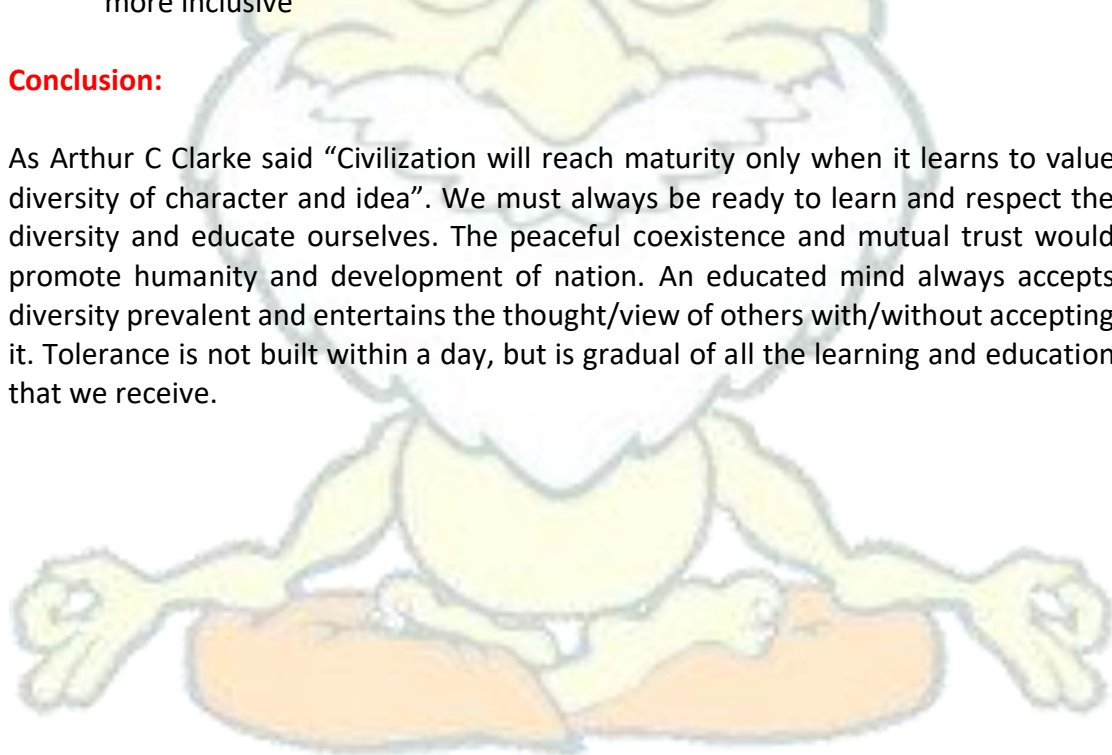 more inclusive
Conclusion:
As Arthur C Clarke said “Civilization will reach maturity only when it learns to value
diversity of character and idea”. We must always be ready to learn and respect the
diversity and educate ourselves. The peaceful coexistence and mutual trust would
promote humanity and development of nation. An educated mind always accepts
diversity prevalent and entertains the thought/view of others with/without accepting
it. Tolerance is not built within a day, but is gradual of all the learning and education
that we receive.